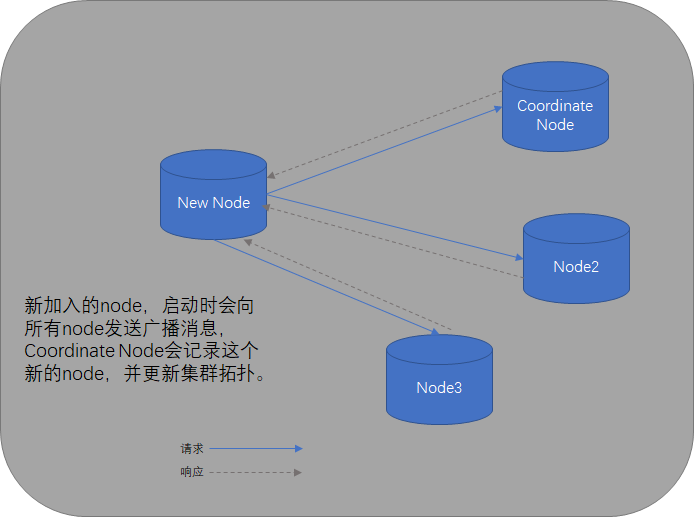 Coordinate
Node
New Node
Node2
新加入的node，启动时会向
所有node发送广播消息，
Coordinate Node会记录这个
新的node，并更新集群拓扑。
Node3
请求
响应